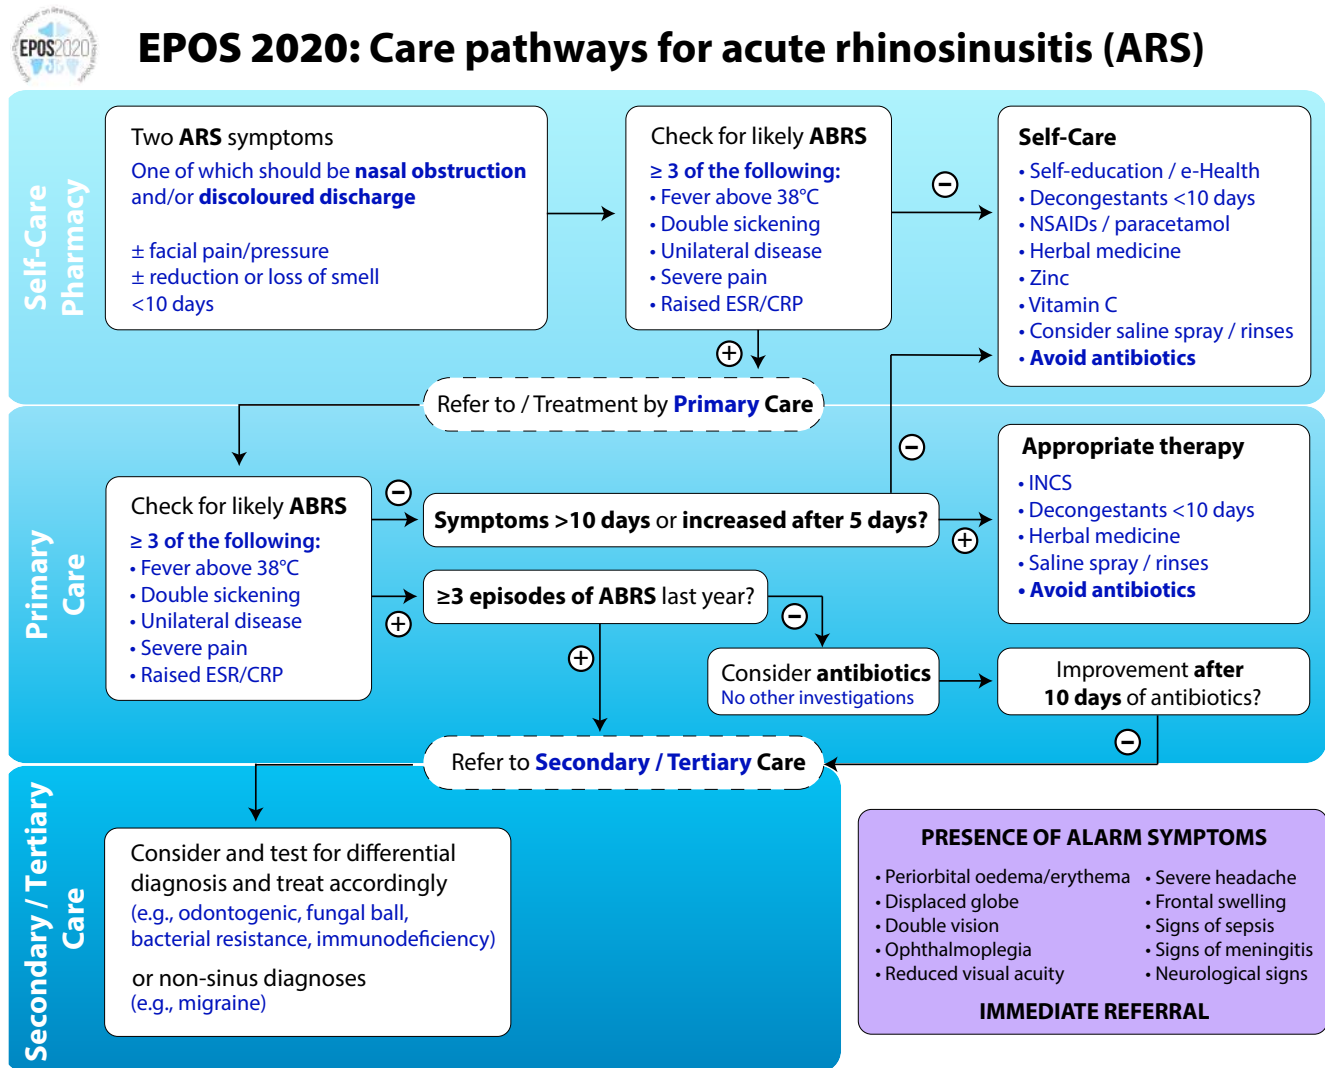 EPOS2020
EPOS 2020: Care pathways for acute rhinosinusitis (ARS)
Self-Care
Pharmacy
Two ARS symptoms
One of which should be nasal obstruction
and/or discoloured discharge
± facial pain/pressure
± reduction or loss of smell
<10 days
Check for likely ABRS
≥ 3 of the following:
• Fever above 38°C
• Double sickening
• Unilateral disease
• Severe pain
• Raised ESR/CRP
−
+
Self-Care
• Self-education / e-Health
• Decongestants <10 days
• NSAIDs / paracetamol
• Herbal medicine
• Zinc
• Vitamin C
• Consider saline spray / rinses
• Avoid antibiotics
Refer to / Treatment by Primary Care
Primary
Care
Check for likely ABRS
≥ 3 of the following:
• Fever above 38°C
• Double sickening
• Unilateral disease
• Severe pain
• Raised ESR/CRP
−
+
Symptoms >10 days or increased after 5 days?
−
+
Appropriate therapy
• INCS
• Decongestants <10 days
• Herbal medicine
• Saline spray / rinses
• Avoid antibiotics
≥3 episodes of ABRS last year?
−
+
Consider antibiotics
No other investigations
Improvement after
10 days of antibiotics?
−
Refer to Secondary / Tertiary Care
Secondary / Tertiary
Care
Consider and test for differential
diagnosis and treat accordingly
(e.g., odontogenic, fungal ball,
bacterial resistance, immunodeficiency)
or non-sinus diagnoses
(e.g., migraine)
PRESENCE OF ALARM SYMPTOMS
• Periorbital oedema/erythema
• Displaced globe
• Double vision
• Ophthalmoplegia
• Reduced visual acuity
• Severe headache
• Frontal swelling
• Signs of sepsis
• Signs of meningitis
• Neurological signs
IMMEDIATE REFERRAL